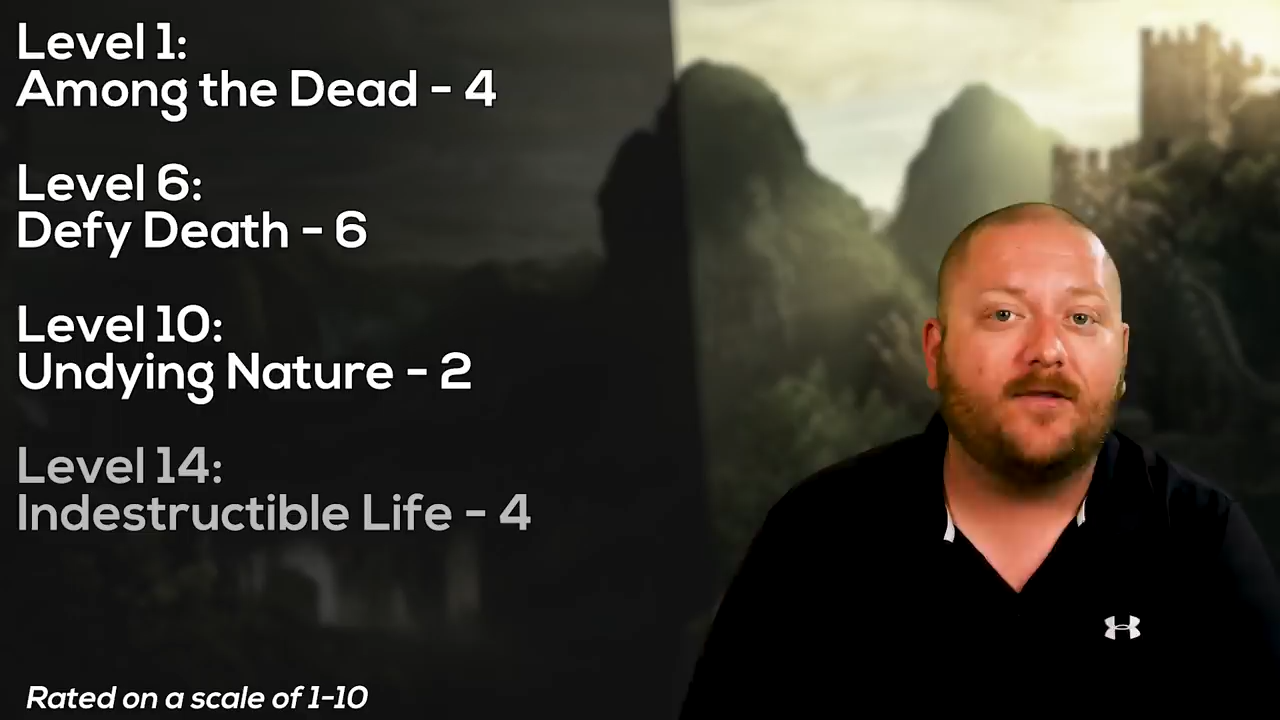 Level 1:
Among the Dead - 4
Level 6:
Defy Death - 6
Level 10:
Undying Nature - 2
Level 14:
Indestructible Life - 4
Rated on a scale of 1-10